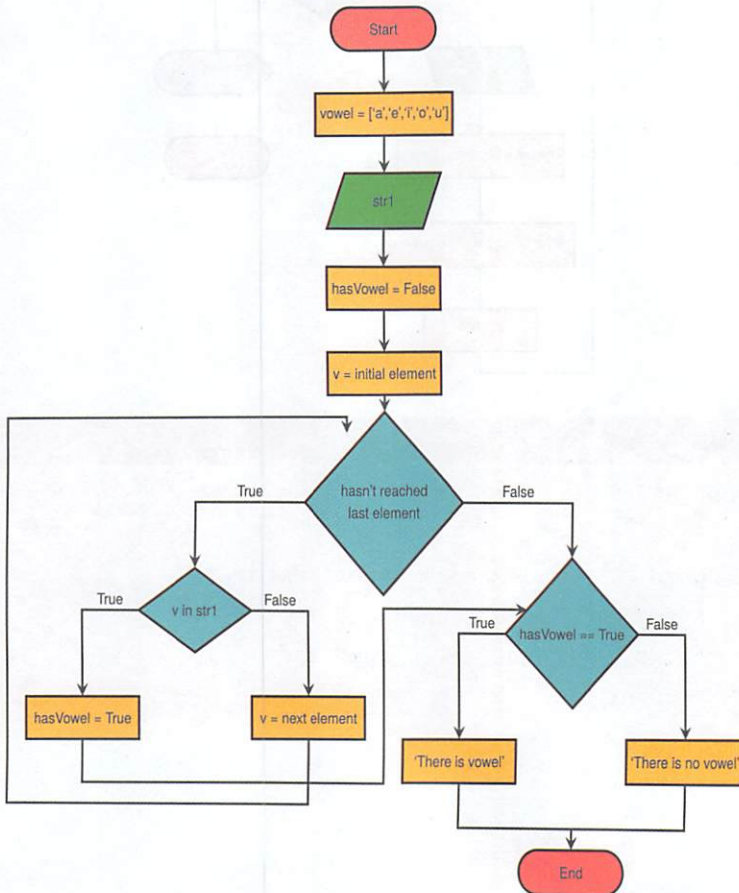 Start
vowel = ['a','e','i','o','u']
str1
hasVowel = False
v = initial element
hasn't reached
last element
True
False
v in str1
True
False
hasVowel = True
v = next element
hasVowel == True
True
False
'There is vowel'
'There is no vowel'
End